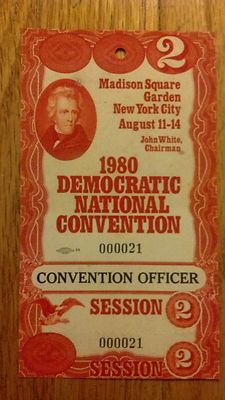 2
Madison Square
Garden
New York City
August 11-14
John White,
Chairman
1980
DEMOCRATIC
NATIONAL
CONVENTION
000021
CONVENTION OFFICER
SESSION 2
000021
2
SESSION